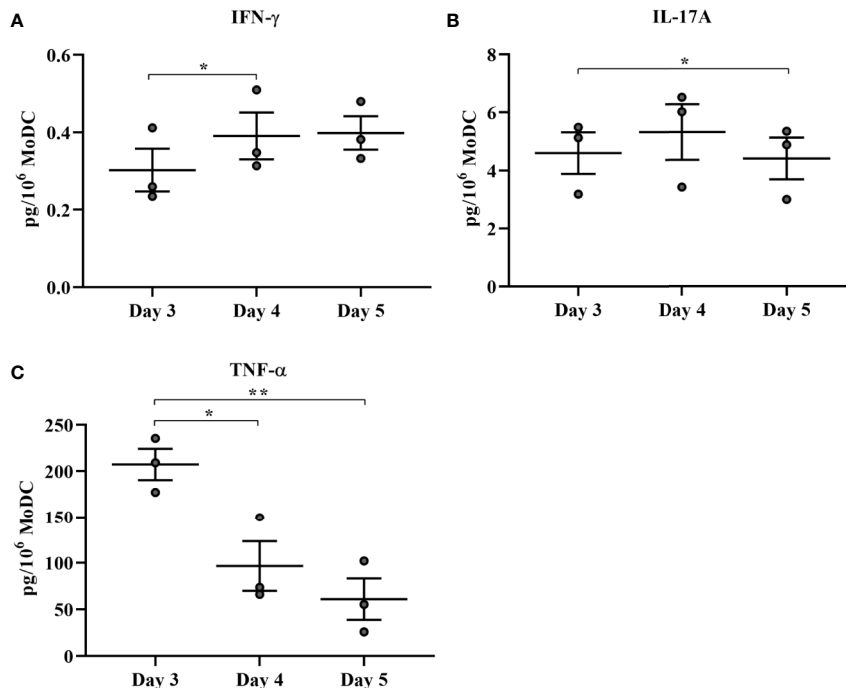 A
IFN-γ
pg/10⁶ MoDC
0.6
0.4
0.2
0.0
*
Day 3 Day 4 Day 5
B
IL-17A
pg/10⁶ MoDC
8
6
4
2
0
*
Day 3 Day 4 Day 5
C
TNF-α
pg/10⁶ MoDC
250
200
150
100
50
0
**
*
Day 3 Day 4 Day 5